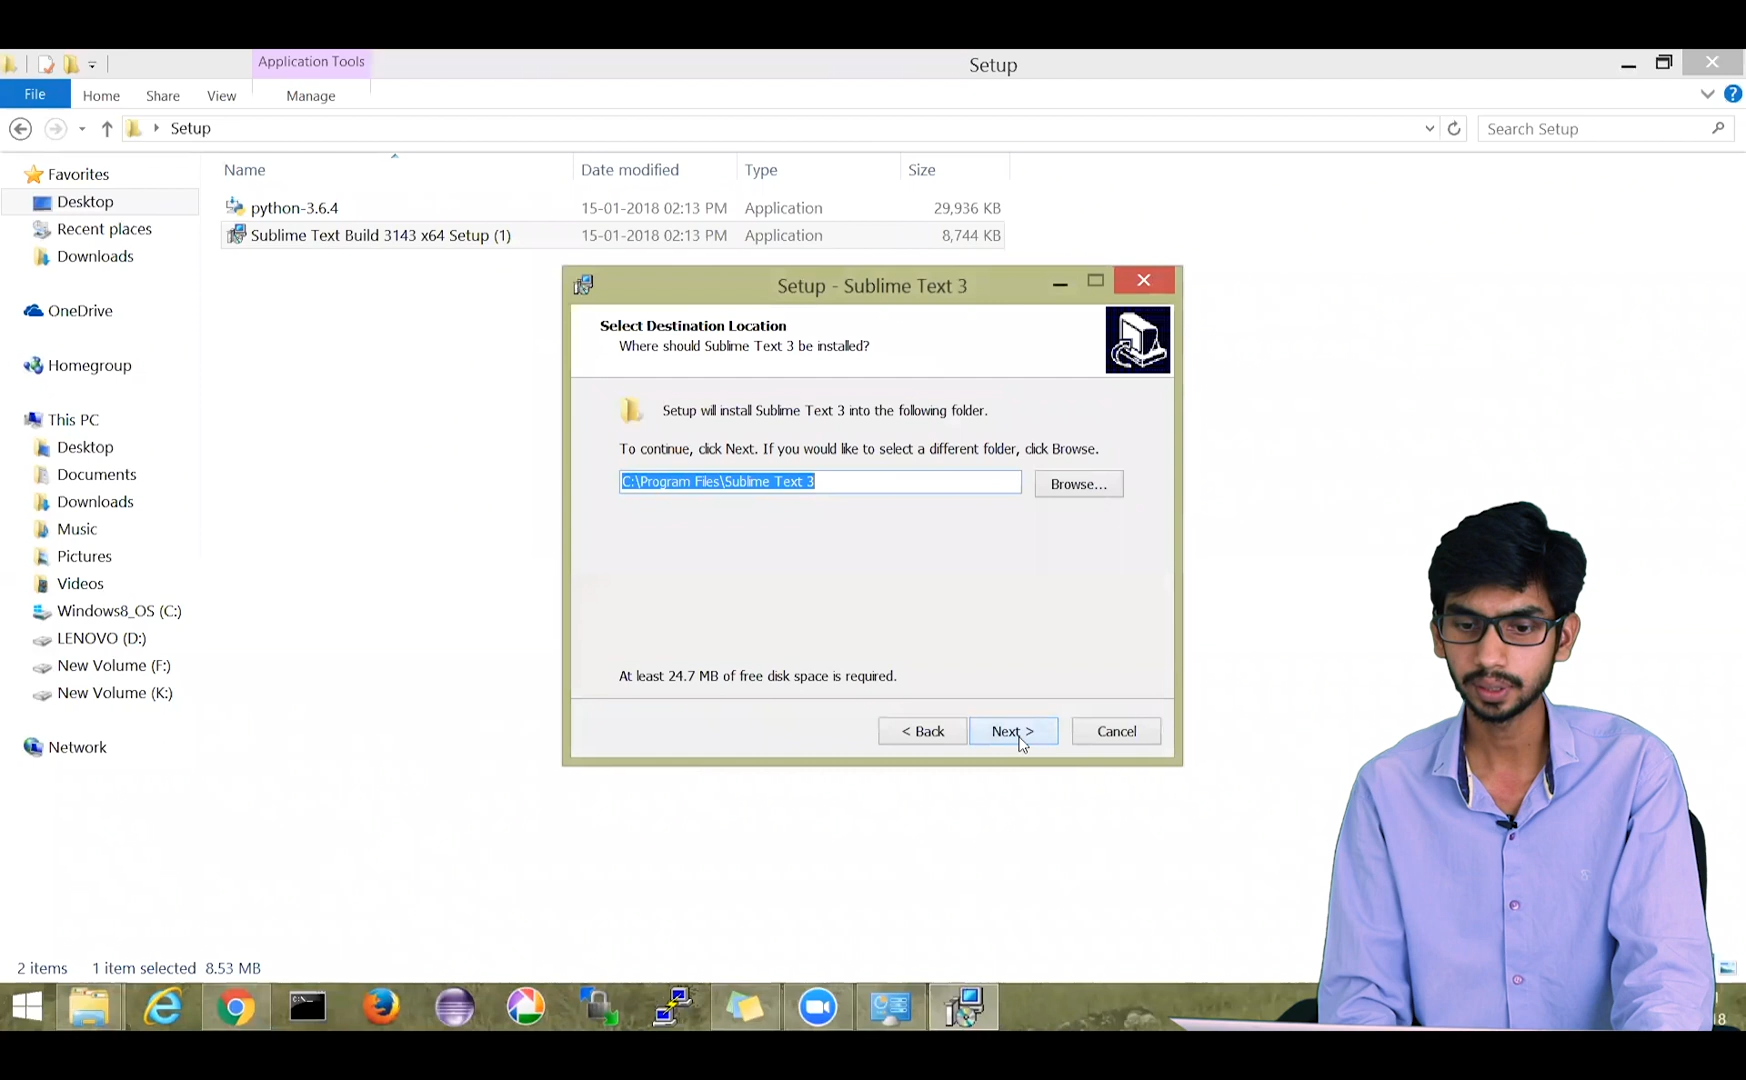 Application Tools
Setup
File
Home
Share
View
Manage
Setup
Search Setup
Name
Date modified
Type
Size
Favorites
Desktop
Recent places
Downloads
OneDrive
Homegroup
This PC
Desktop
Documents
Downloads
Music
Pictures
Videos
Windows8_OS (C:)
LENOVO (D:)
New Volume (F:)
New Volume (K:)
Network
python-3.6.4 15-01-2018 02:13 PM Application 29,936 KB
Sublime Text Build 3143 x64 Setup (1) 15-01-2018 02:13 PM Application 8,744 KB
Setup - Sublime Text 3
Select Destination Location
Where should Sublime Text 3 be installed?
Setup will install Sublime Text 3 into the following folder.
To continue, click Next. If you would like to select a different folder, click Browse.
C:\Program Files\Sublime Text 3
Browse...
At least 24.7 MB of free disk space is required.
< Back
Next >
Cancel
2 items 1 item selected 8.53 MB
18